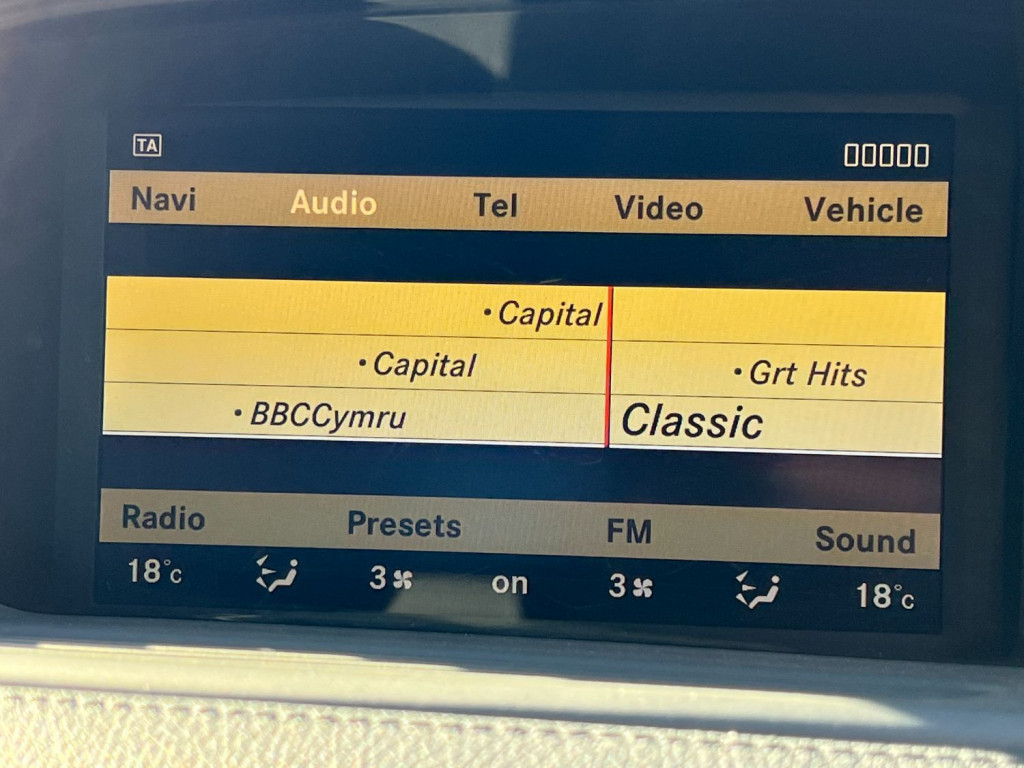 TA
Navi Audio Tel Video Vehicle
•Capital
•Capital •Grt Hits
•BBCCymru Classic
Radio Presets FM Sound
18°C 3 on 3 18°C